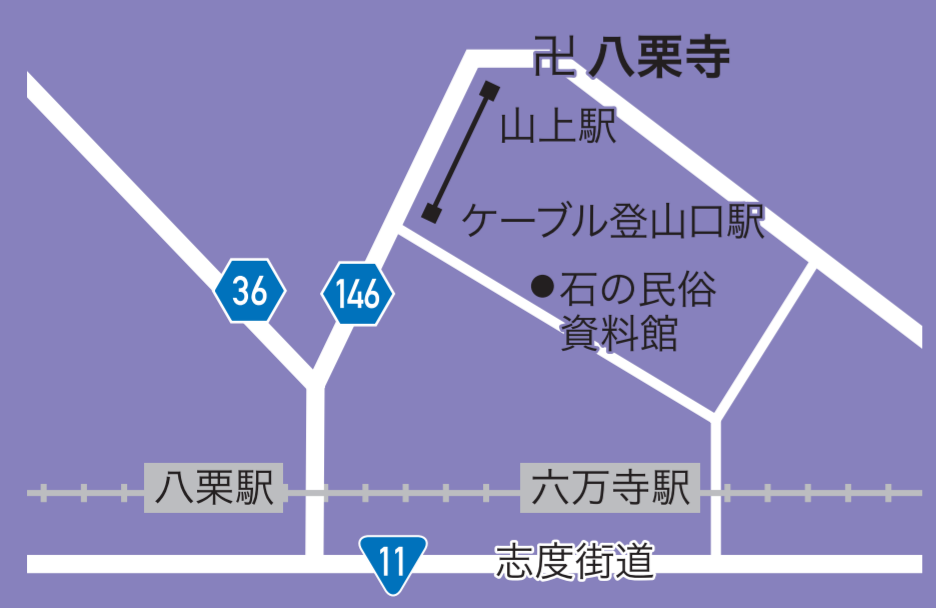 卍 八栗寺
山上駅
ケーブル登山口駅
36
146
石の民俗
資料館
八栗駅
六万寺駅
11
志度街道